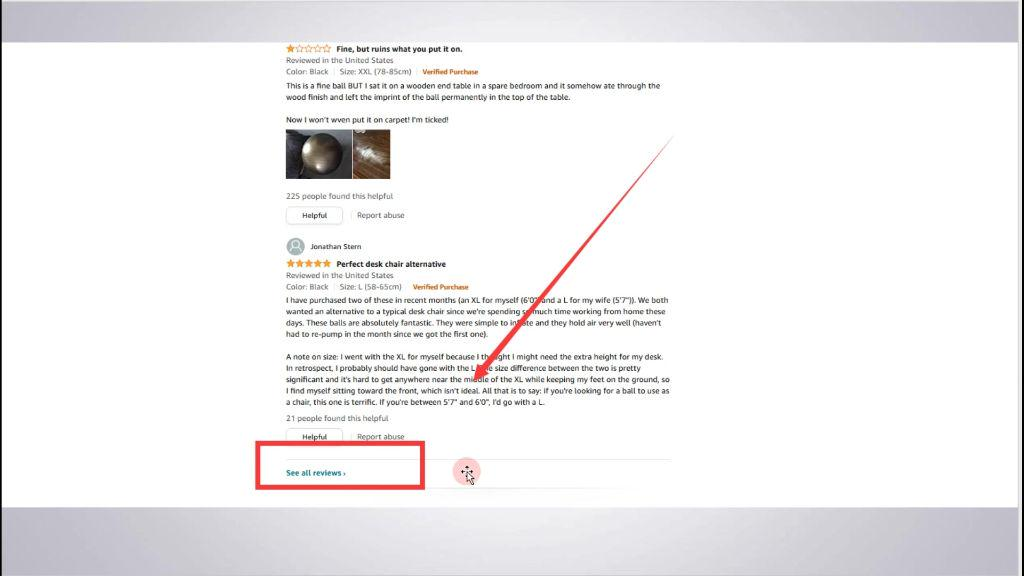 Fine, but ruins what you put it on.
Reviewed in the United States
Color: Black | Size: XXL (78-85cm) | Verified Purchase
This is a fine ball BUT I sat it on a wooden end table in a spare bedroom and it somehow ate through the
wood finish and left the imprint of the ball permanently in the top of the table.
Now I won't wven put it on carpet! I'm ticked!
225 people found this helpful
Helpful | Report abuse
Jonathan Stern
Perfect desk chair alternative
Reviewed in the United States
Color: Black | Size: L (58-65cm) Verified Purchase
I have purchased two of these in recent months (an XL for myself (6'0") and a L for my wife (5'7")). We both
wanted an alternative to a typical desk chair since we're spending so much time working from home these
days. These balls are absolutely fantastic. They were simple to inflate and they hold air very well (haven't
had to re-pump in the month since we got the first one).
A note on size: I went with the XL for myself because I thought I might need the extra height for my desk.
In retrospect, I probably should have gone with the L. The size difference between the two is pretty
significant and it's hard to get anywhere near the middle of the XL while keeping my feet on the ground, so
I find myself sitting toward the front, which isn't ideal. All that is to say: if you're looking for a ball to use as
a chair, this one is terrific. If you're between 5'7" and 6'0", I'd go with a L.
21 people found this helpful
Helpful | Report abuse
See all reviews ›